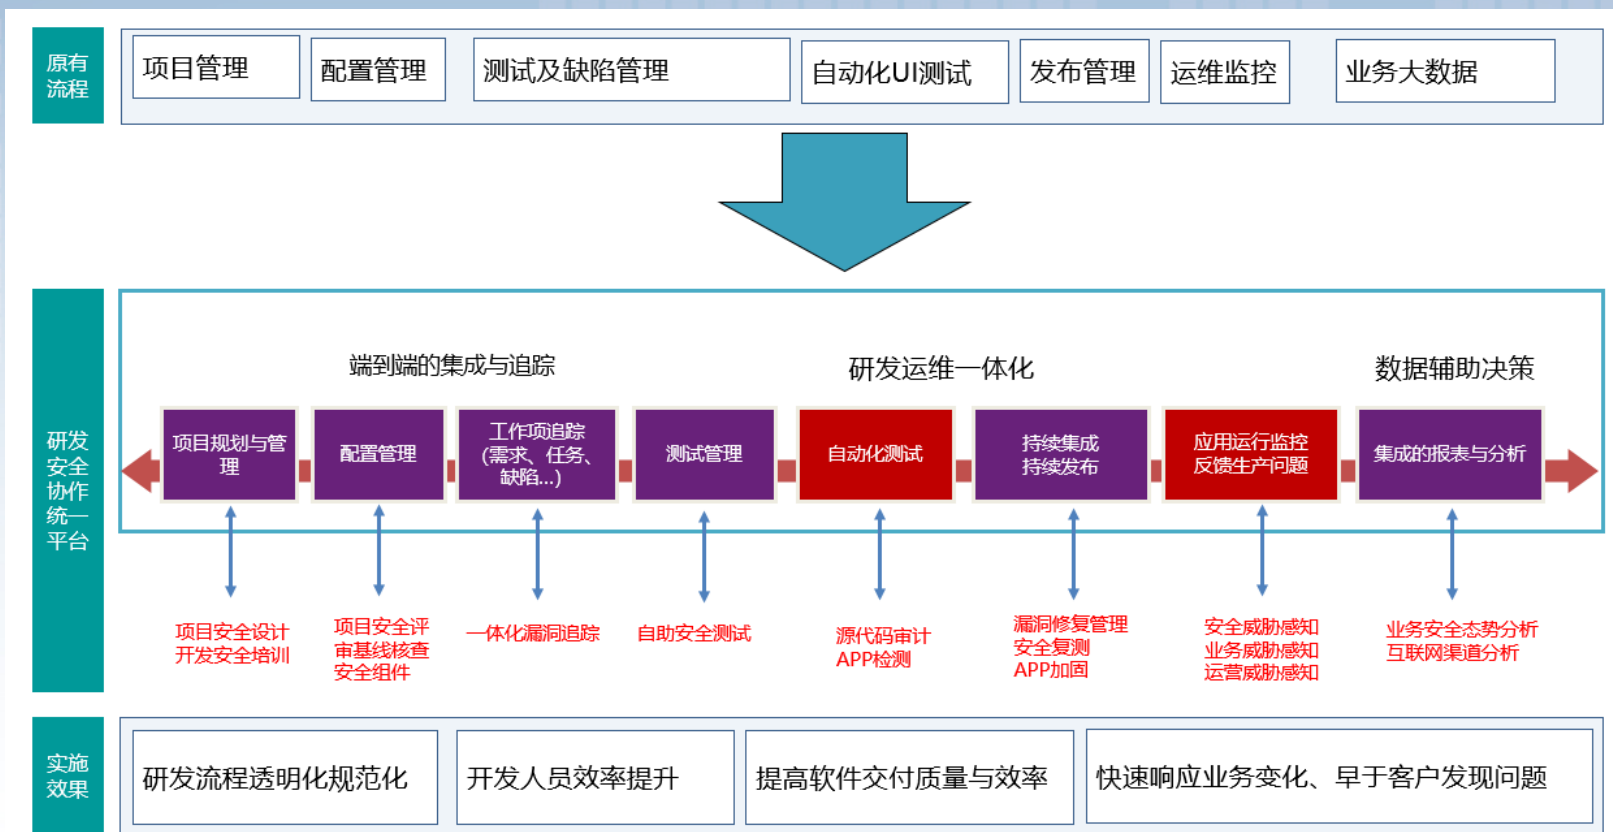 原有
流程
项目管理
配置管理
测试及缺陷管理
自动化UI测试
发布管理
运维监控
业务大数据
研发
安全
协作
统一
平台
端到端的集成与追踪
研发运维一体化
数据辅助决策
项目规划与管
理
配置管理
工作项追踪
(需求、任务、
缺陷...)
测试管理
自动化测试
持续集成
持续发布
应用运行监控
反馈生产问题
集成的报表与分析
项目安全设计
开发安全培训
项目安全评
审基线核查
安全组件
一体化漏洞追踪
自助安全测试
源代码审计
APP检测
漏洞修复管理
安全复测
APP加固
安全威胁感知
业务威胁感知
运营威胁感知
业务安全态势分析
互联网渠道分析
实施
效果
研发流程透明化规范化
开发人员效率提升
提高软件交付质量与效率
快速响应业务变化、早于客户发现问题